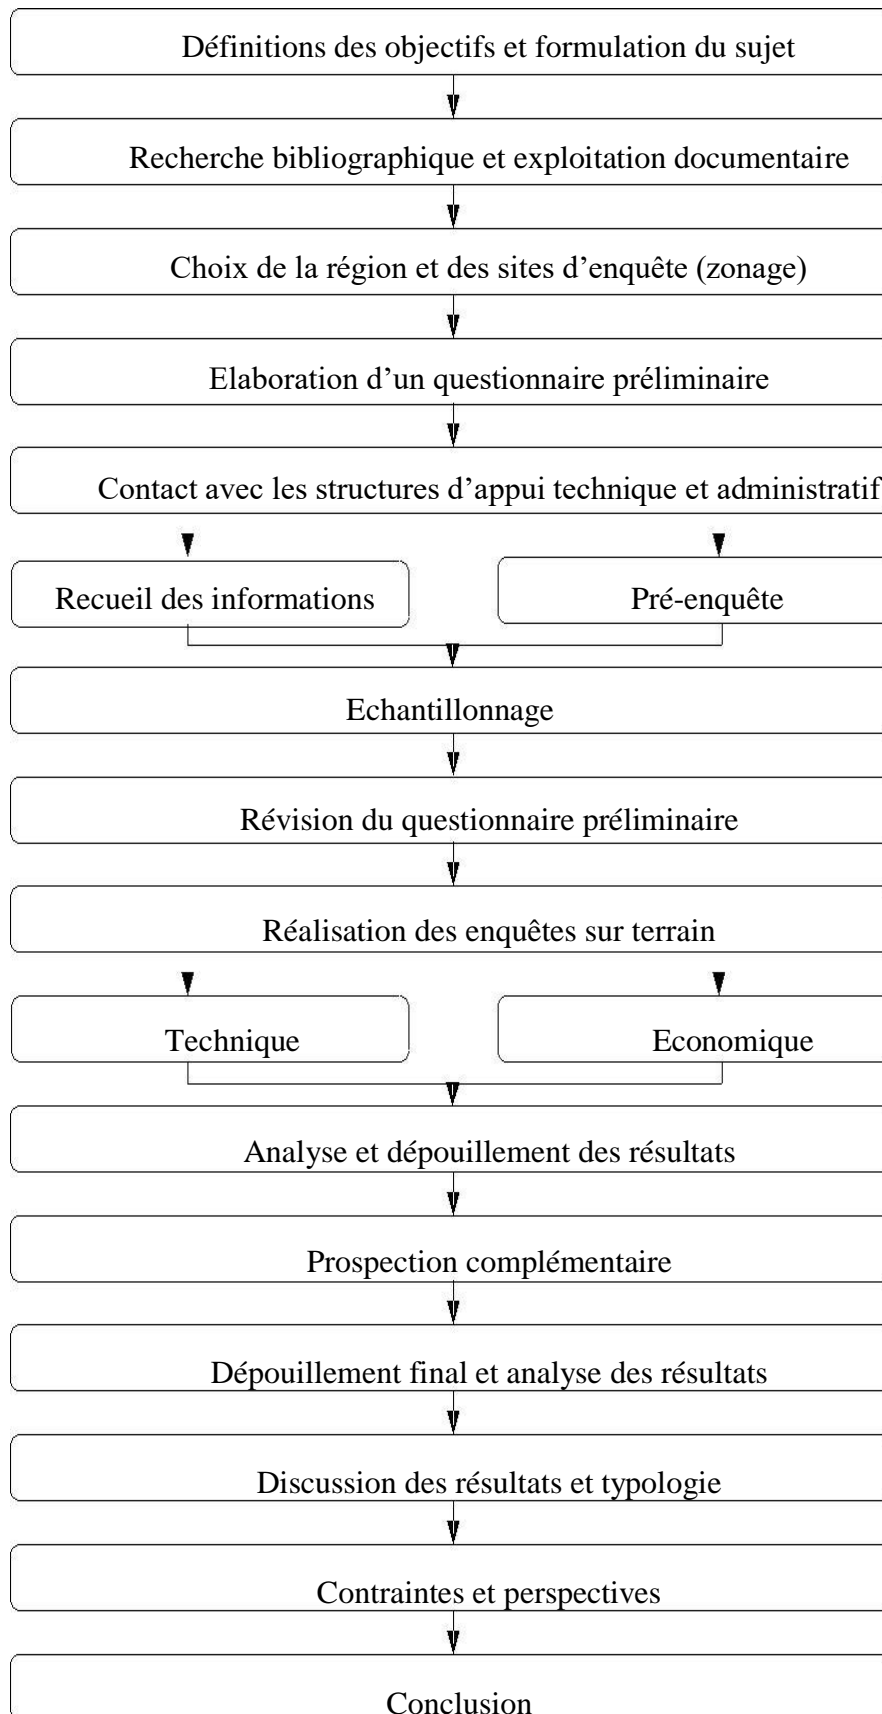 Définitions des objectifs et formulation du sujet
Recherche bibliographique et exploitation documentaire
Choix de la région et des sites d’enquête (zonage)
Elaboration d’un questionnaire préliminaire
Contact avec les structures d’appui technique et administratif
Recueil des informations
Pré-enquête
Echantillonnage
Révision du questionnaire préliminaire
Réalisation des enquêtes sur terrain
Technique
Economique
Analyse et dépouillement des résultats
Prospection complémentaire
Dépouillement final et analyse des résultats
Discussion des résultats et typologie
Contraintes et perspectives
Conclusion